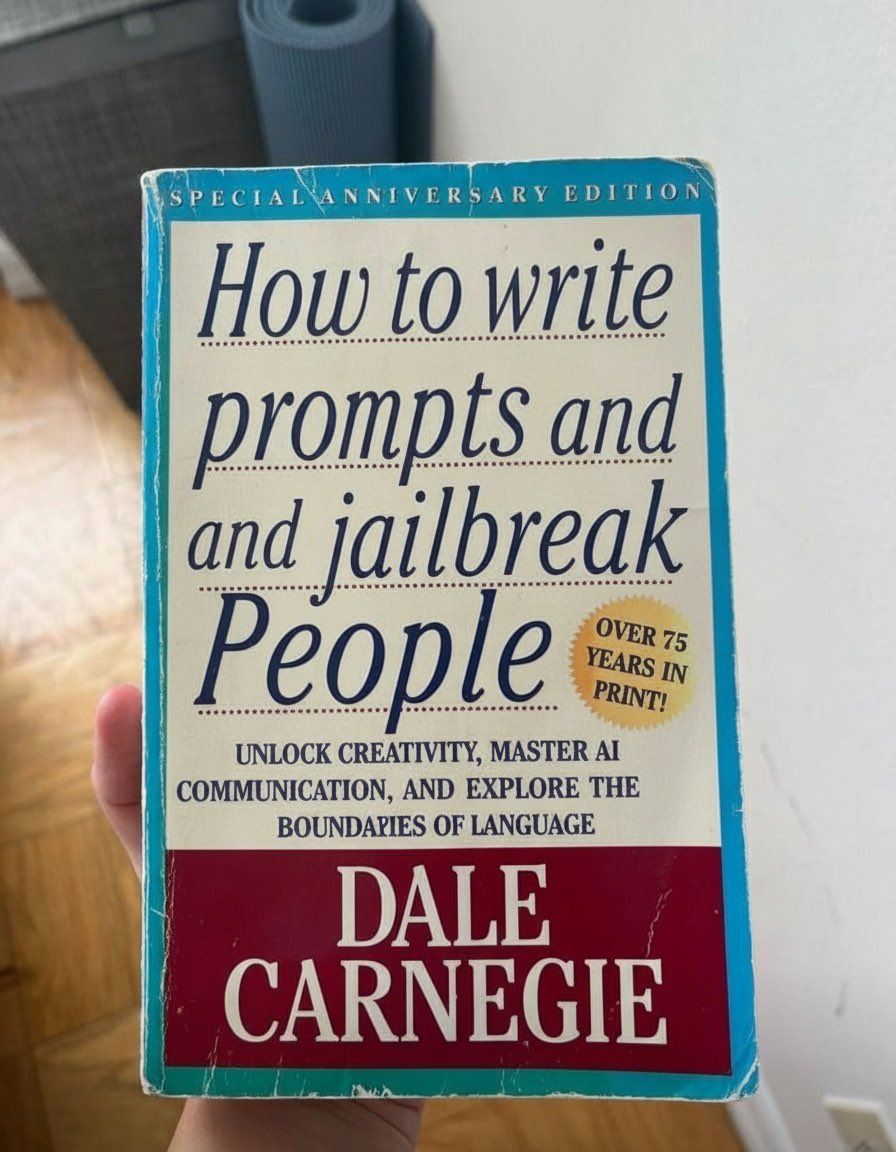 SPECIAL ANNIVERSARY EDITION
How to write
prompts and
and jailbreak
People
OVER 75
YEARS IN
PRINT!
UNLOCK CREATIVITY, MASTER AI
COMMUNICATION, AND EXPLORE THE
BOUNDARIES OF LANGUAGE
DALE
CARNEGIE